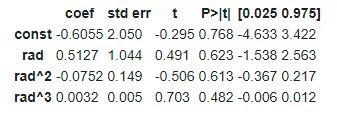 coef std err t P>|t| [0.025 0.975]
const -0.6055 2.050 -0.295 0.768 -4.633 3.422
rad 0.5127 1.044 0.491 0.623 -1.538 2.563
rad^2 -0.0752 0.149 -0.506 0.613 -0.367 0.217
rad^3 0.0032 0.005 0.703 0.482 -0.006 0.012